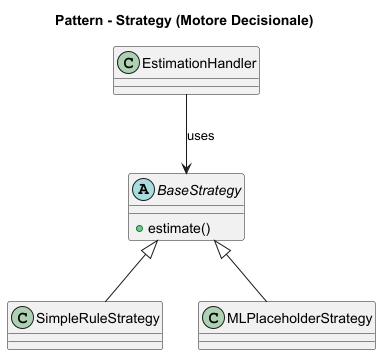 Pattern - Strategy (Motore Decisionale)
C EstimationHandler
uses
A BaseStrategy
estimate()
C SimpleRuleStrategy
C MLPlaceholderStrategy